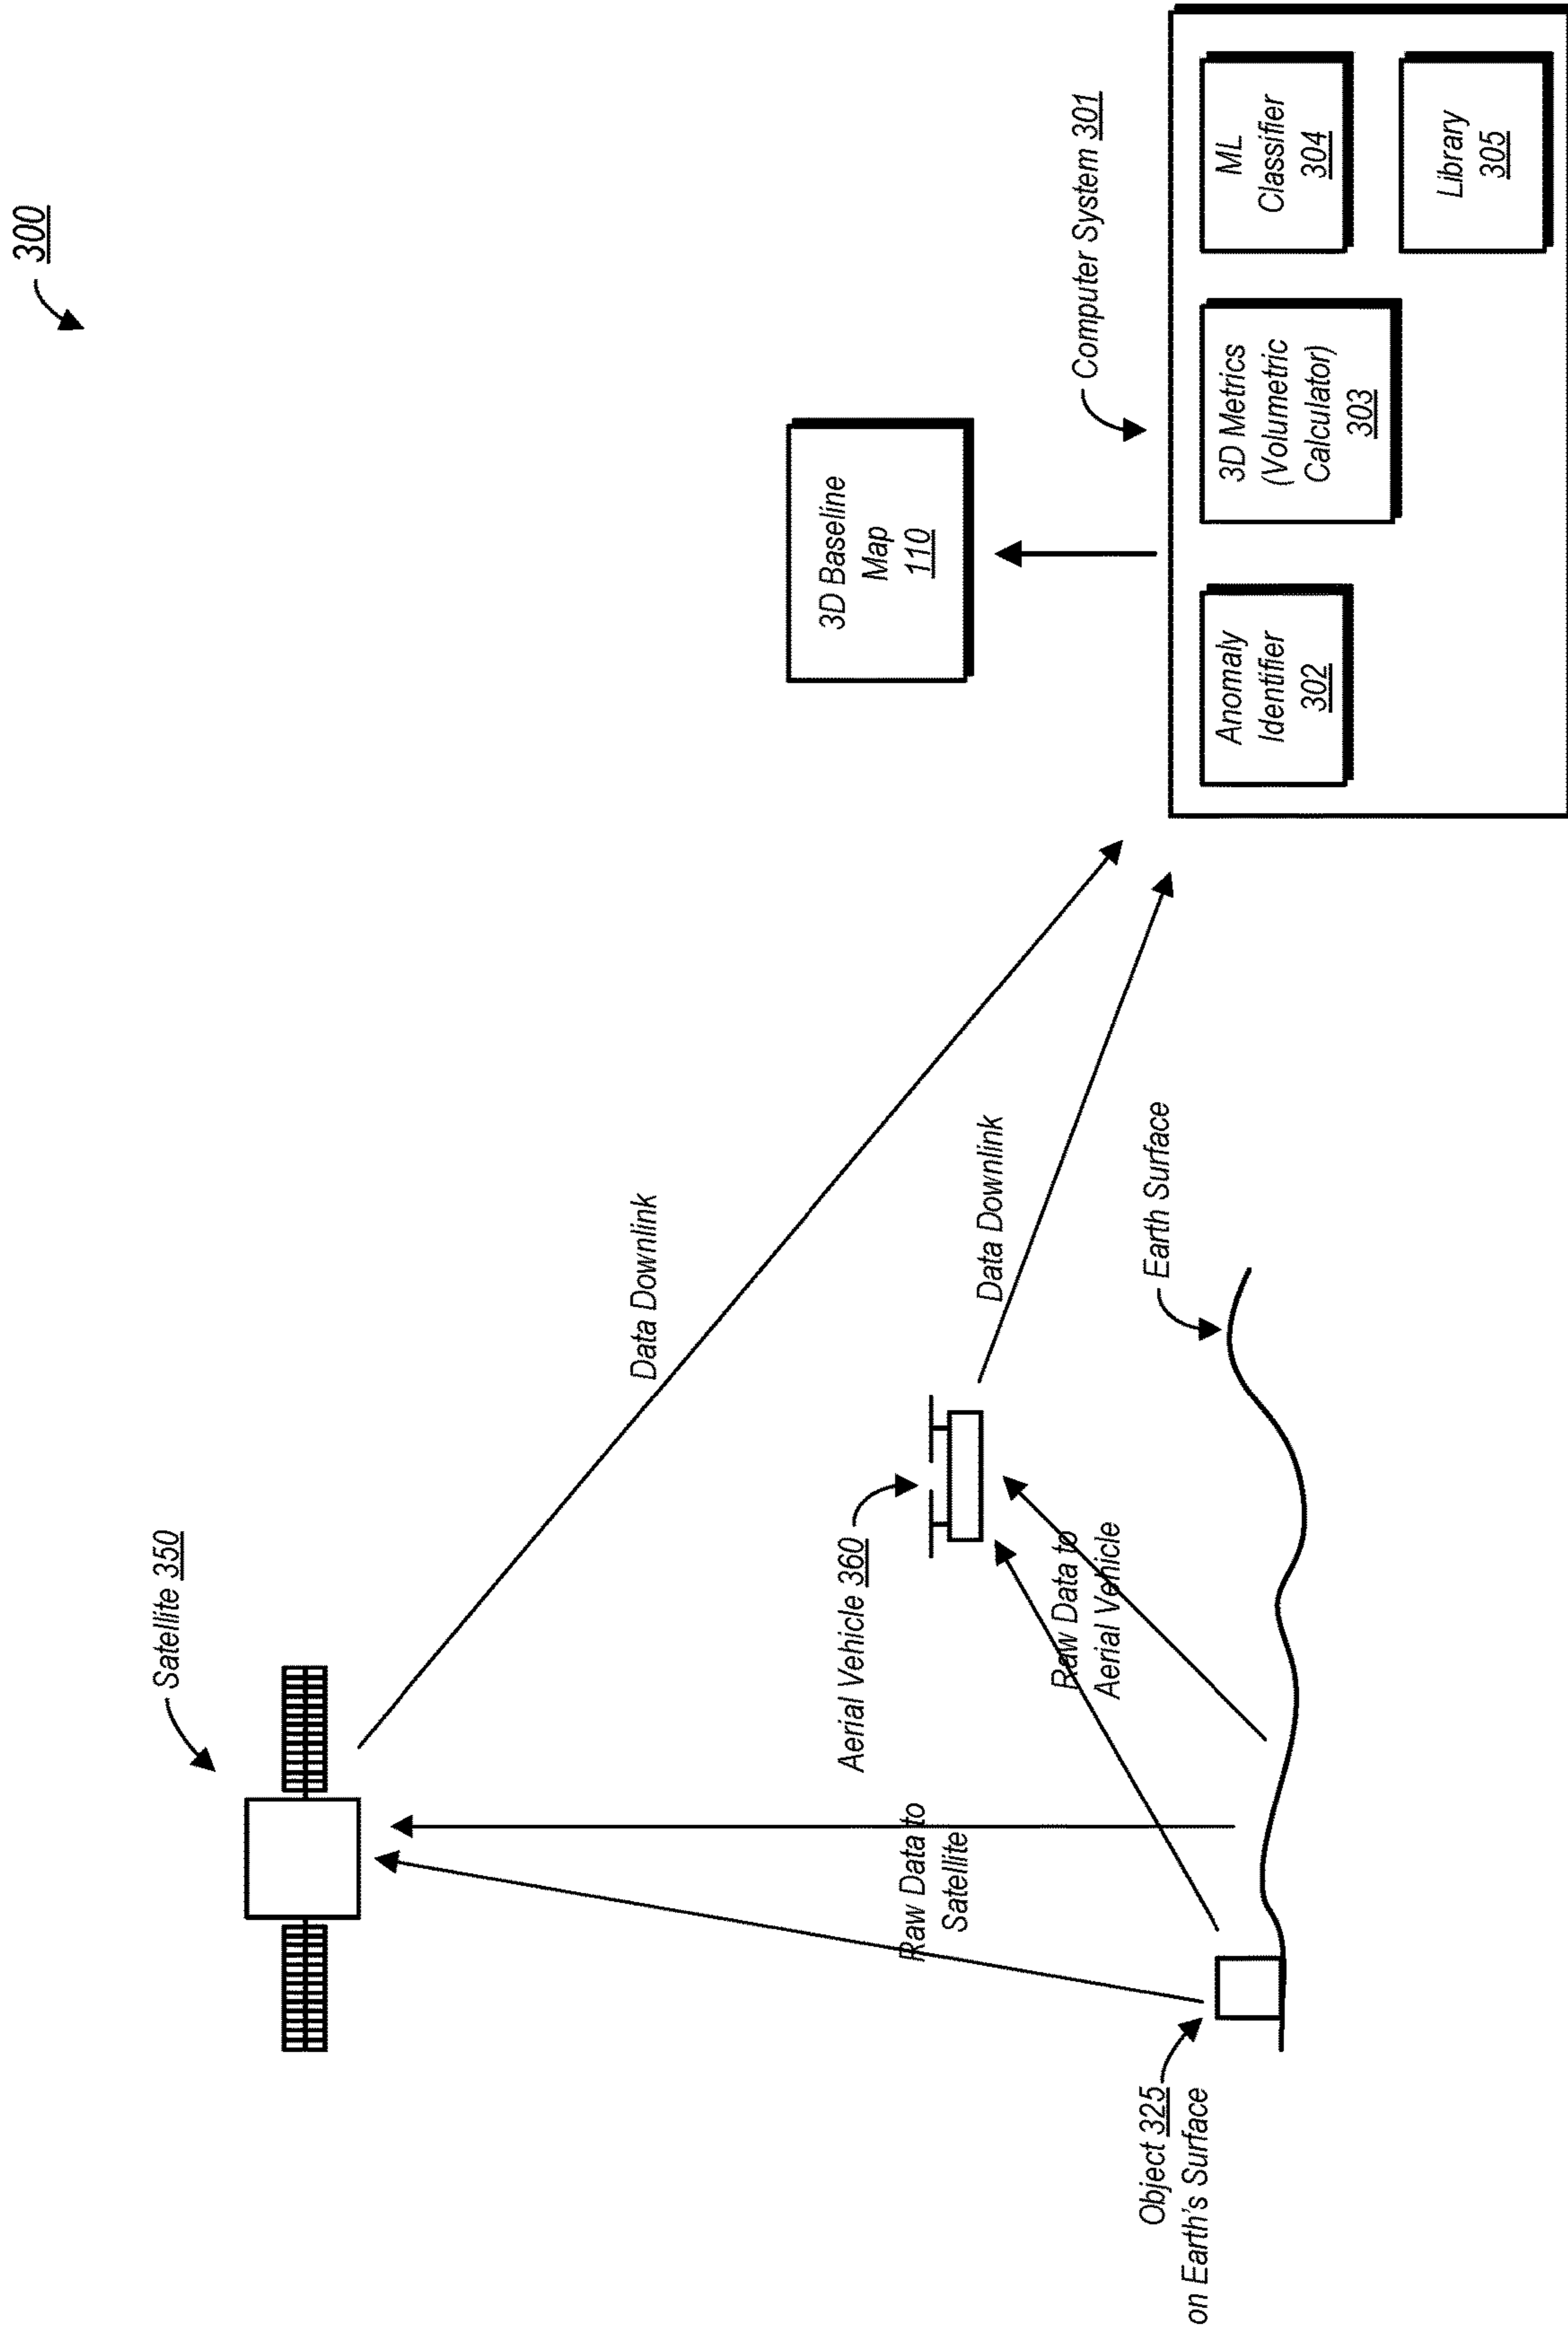 300
Satellite 350
Data Downlink
3D Baseline
Map
110
Aerial Vehicle 360
Raw Data to
Satellite
Data Downlink
Raw Data to
Aerial Vehicle
Computer System 301
Object 325
on Earth's Surface
Earth Surface
Anomaly
Identifier
302
3D Metrics
(Volumetric
Calculator)
303
ML
Classifier
304
Library
305